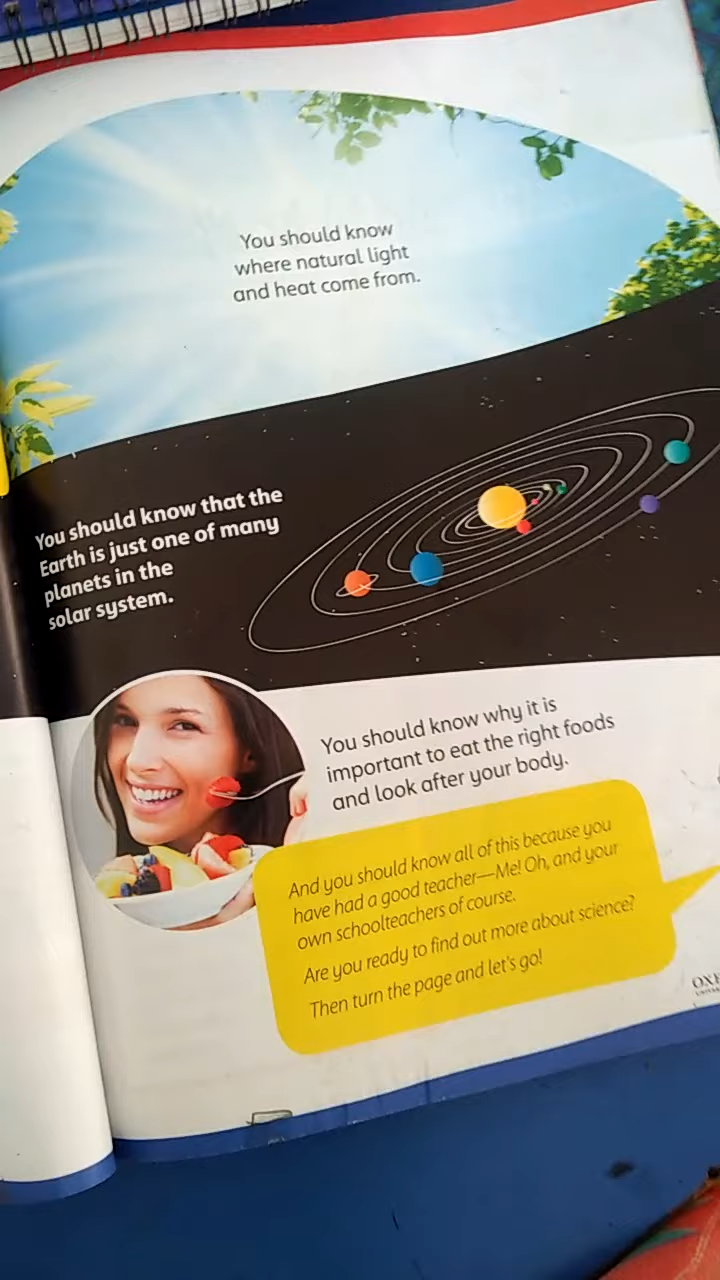 You should know
where natural light
and heat come from.
You should know that the
Earth is just one of many
planets in the
solar system.
You should know why it is
important to eat the right foods
and look after your body.
And you should know all of this because you
have had a good teacher—Me! Oh, and your
own schoolteachers of course.
Are you ready to find out more about science?
Then turn the page and let's go!